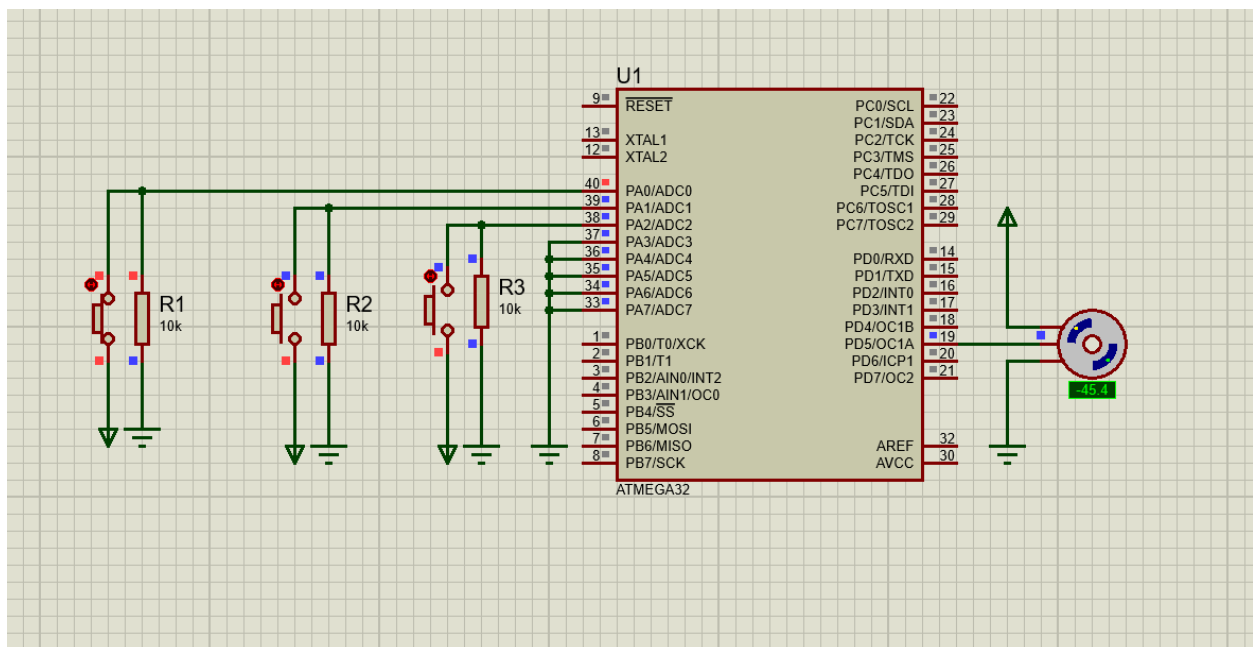 U1
9
RESET
13
XTAL1
12
XTAL2
40
PA0/ADC0
39
PA1/ADC1
38
PA2/ADC2
37
PA3/ADC3
36
PA4/ADC4
35
PA5/ADC5
34
PA6/ADC6
33
PA7/ADC7
1
PB0/T0/XCK
2
PB1/T1
3
PB2/AIN0/INT2
4
PB3/AIN1/OC0
5
PB4/SS
6
PB5/MOSI
7
PB6/MISO
8
PB7/SCK
PC0/SCL
22
PC1/SDA
23
PC2/TCK
24
PC3/TMS
25
PC4/TDO
26
PC5/TDI
27
PC6/TOSC1
28
PC7/TOSC2
29
PD0/RXD
14
PD1/TXD
15
PD2/INT0
16
PD3/INT1
17
PD4/OC1B
18
PD5/OC1A
19
PD6/ICP1
20
PD7/OC2
21
AREF
32
AVCC
30
ATMEGA32
R1
10k
R2
10k
R3
10k
-45.4